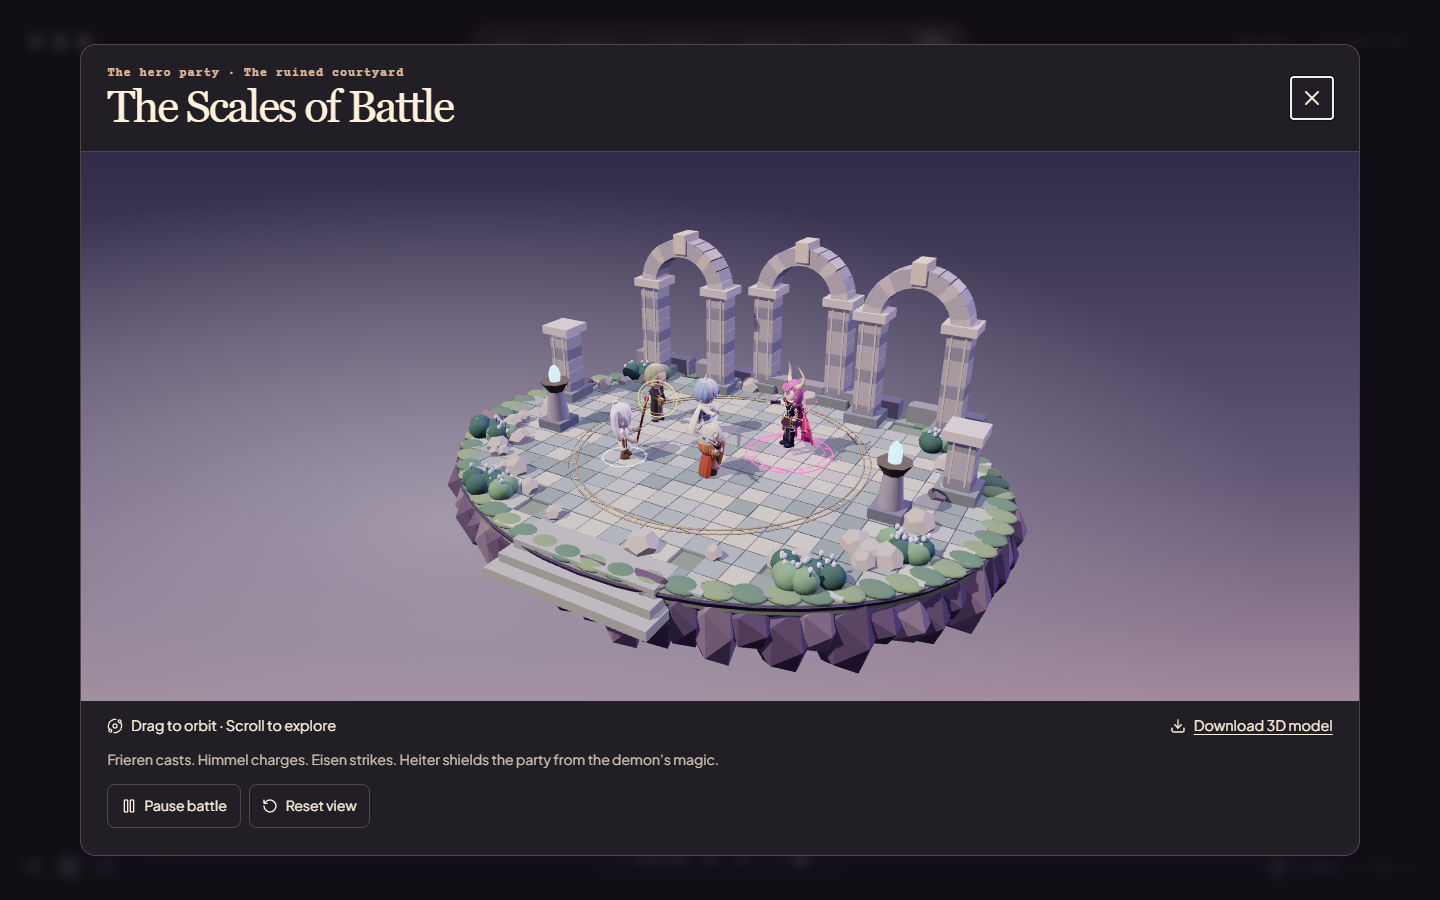 The hero party · The ruined courtyard
The Scales of Battle
Drag to orbit · Scroll to explore
Download 3D model
Frieren casts. Himmel charges. Eisen strikes. Heiter shields the party from the demon's magic.
Pause battle
Reset view